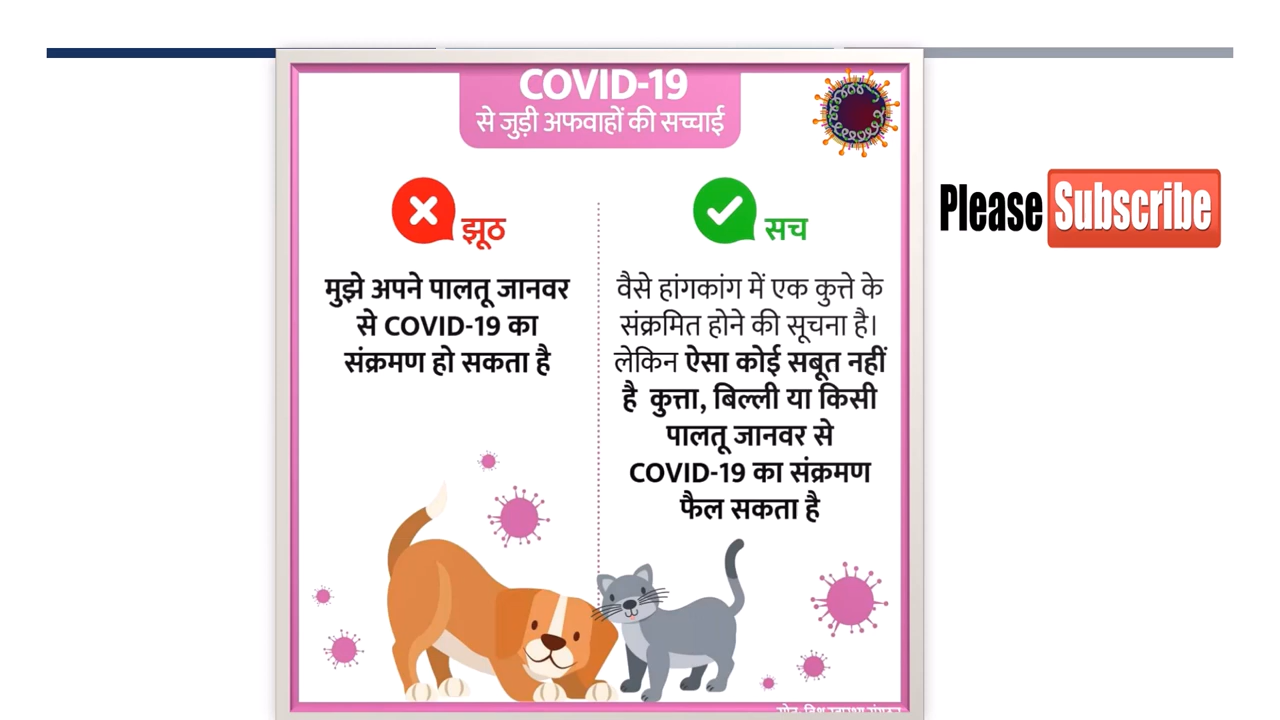 COVID-19
से जुड़ी अफवाहों की सच्चाई
झूठ
मुझे अपने पालतू जानवर
से COVID-19 का
संक्रमण हो सकता है
सच
वैसे हांगकांग में एक कुत्ते के
संक्रमित होने की सूचना है।
लेकिन ऐसा कोई सबूत नहीं
है कुत्ता, बिल्ली या किसी
पालतू जानवर से
COVID-19 का संक्रमण
फैल सकता है
Please Subscribe